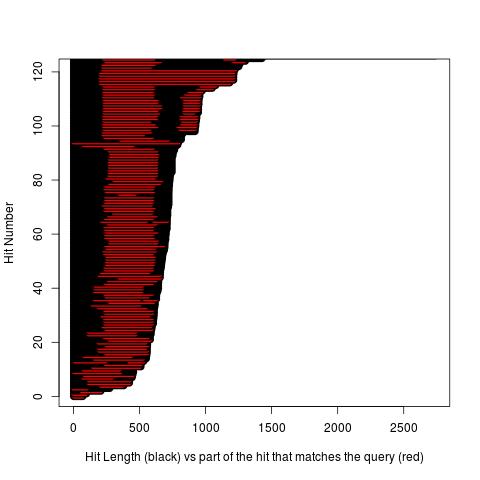 120
100
80
60
40
20
0
Hit Number
0 500 1000 1500 2000 2500
Hit Length (black) vs part of the hit that matches the query (red)